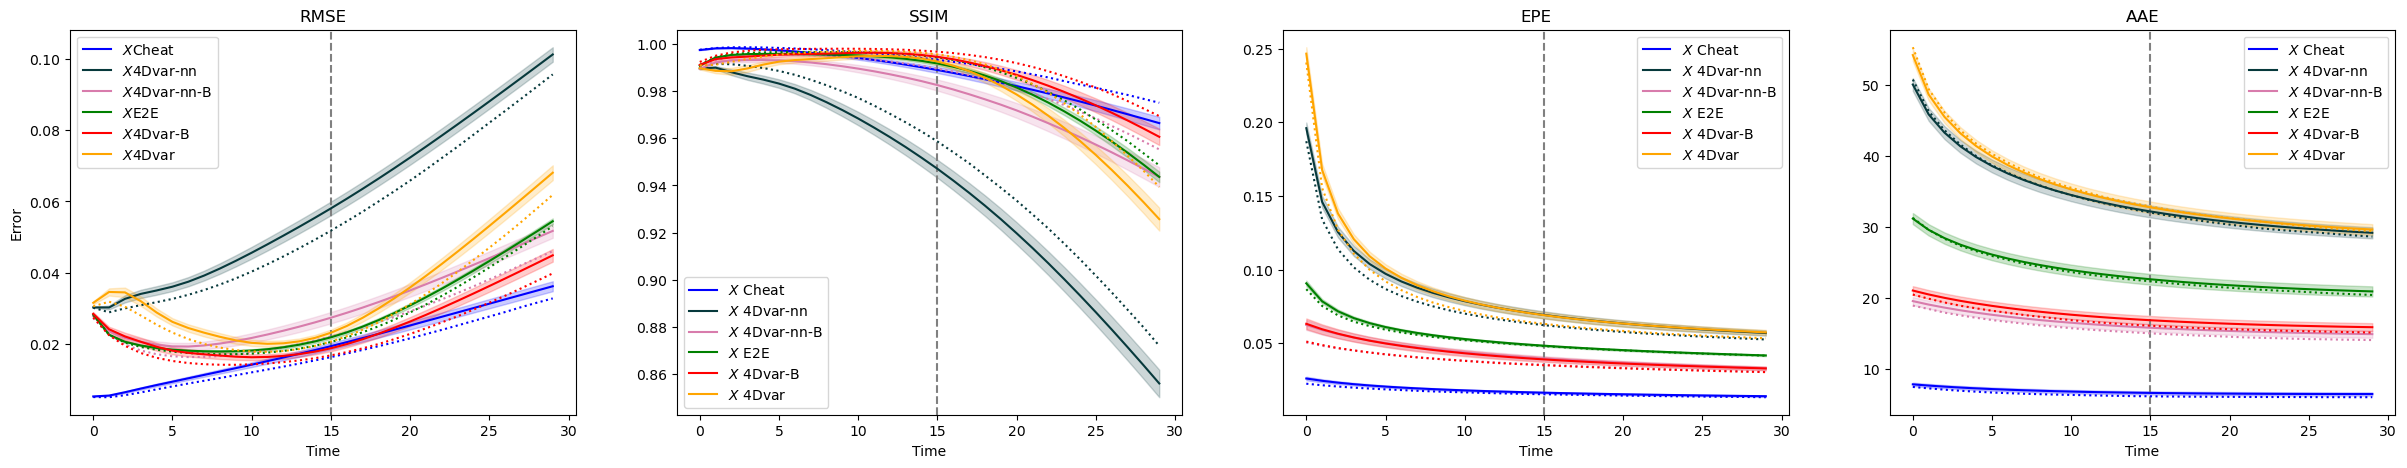 RMSE
Error
0.10
0.08
0.06
0.04
0.02
XCheat
X4Dvar-nn
X4Dvar-nn-B
XE2E
X4Dvar-B
X4Dvar
0 5 10 15 20 25 30
Time
SSIM
1.00
0.98
0.96
0.94
0.92
0.90
0.88
0.86
X Cheat
X 4Dvar-nn
X 4Dvar-nn-B
X E2E
X 4Dvar-B
X 4Dvar
0 5 10 15 20 25 30
Time
EPE
0.25
0.20
0.15
0.10
0.05
X Cheat
X 4Dvar-nn
X 4Dvar-nn-B
X E2E
X 4Dvar-B
X 4Dvar
0 5 10 15 20 25 30
Time
AAE
50
40
30
20
10
X Cheat
X 4Dvar-nn
X 4Dvar-nn-B
X E2E
X 4Dvar-B
X 4Dvar
0 5 10 15 20 25 30
Time